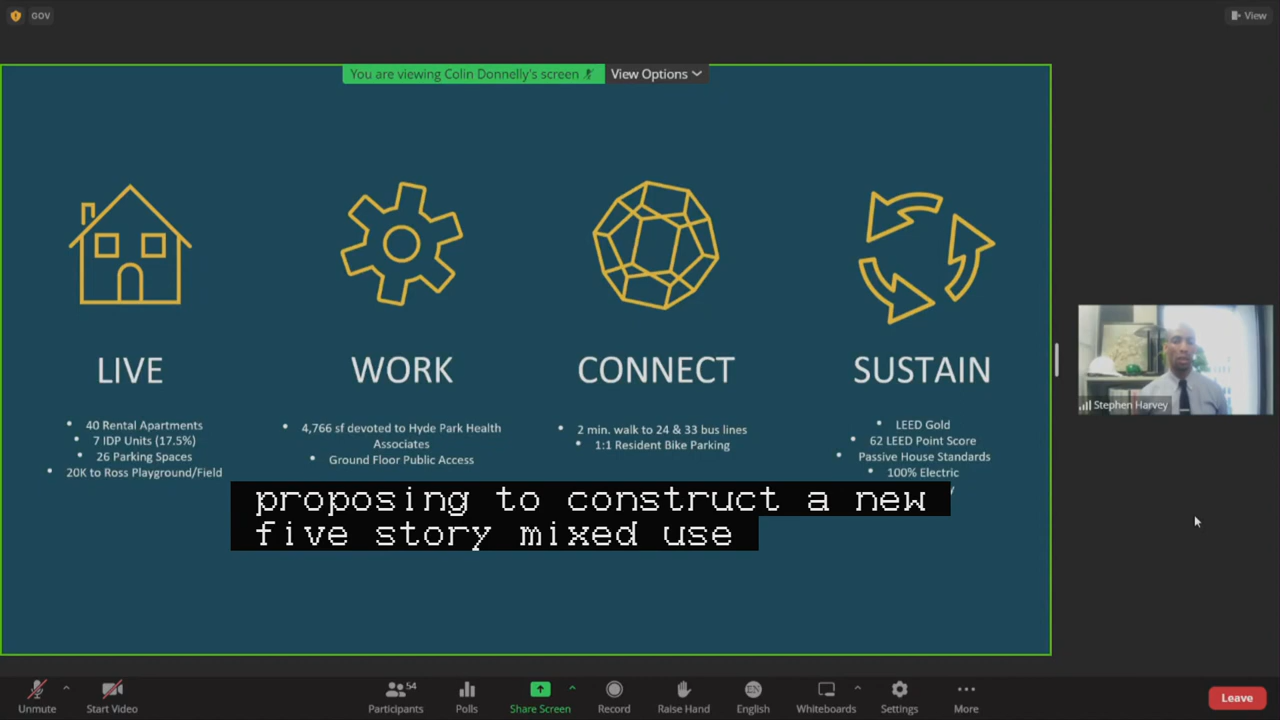 GOV
View
You are viewing Colin Donnelly's screen
View Options
LIVE
• 40 Rental Apartments
• 7 IDP Units (17.5%)
• 26 Parking Spaces
• 20K to Ross Playground/Field
WORK
• 4,766 sf devoted to Hyde Park Health
Associates
• Ground Floor Public Access
CONNECT
• 2 min. walk to 24 & 33 bus lines
• 1:1 Resident Bike Parking
SUSTAIN
• LEED Gold
• 62 LEED Point Score
• Passive House Standards
• 100% Electric
proposing to construct a new
five story mixed use
Stephen Harvey
Unmute
Start Video
54
Participants
Polls
Share Screen
Record
Raise Hand
EN
English
Whiteboards
Settings
More
Leave